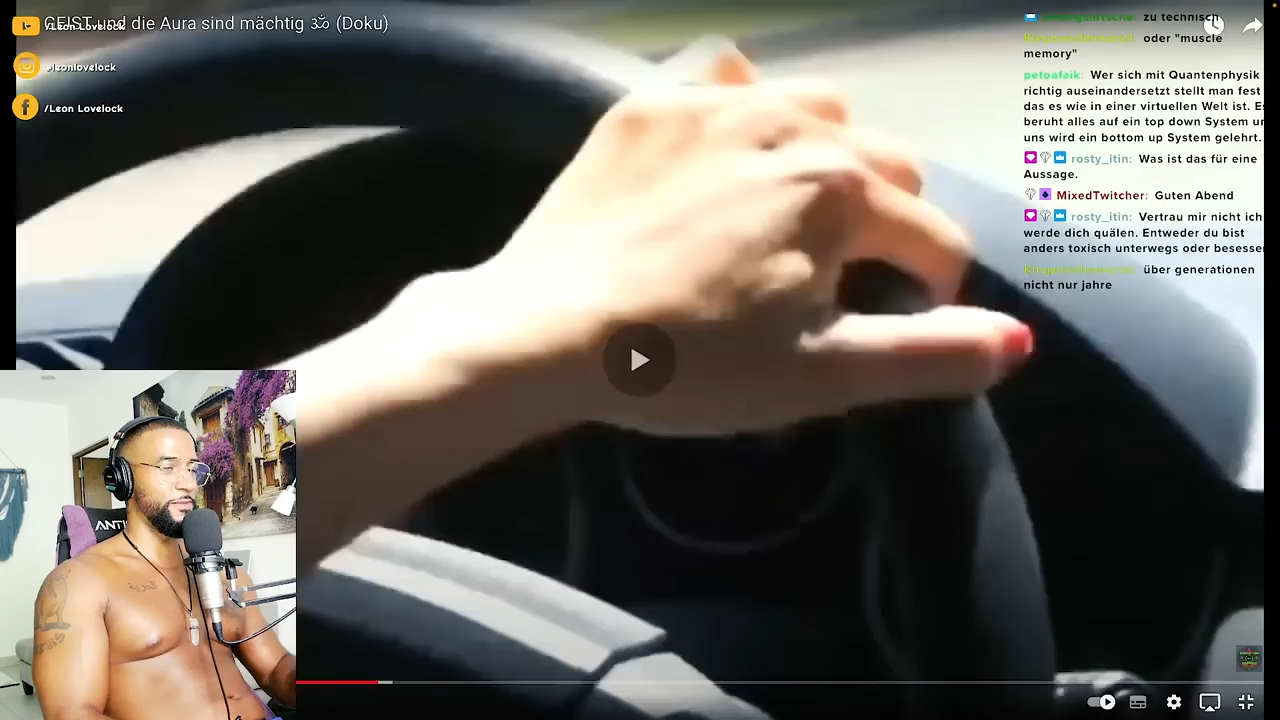 GEIST und die Aura sind mächtig ॐ (Doku)
/Leon Lovelock
/leonlovelock
/Leon Lovelock
zu technisch
oder "muscle
memory"
petoafaik: Wer sich mit Quantenphysik
richtig auseinandersetzt stellt man fest
das es wie in einer virtuellen Welt ist. Es
beruht alles auf ein top down System
uns wird ein bottom up System gelehrt.
rosty_itin: Was ist das für eine
Aussage.
MixedTwitcher: Guten Abend
rosty_itin: Vertrau mir nicht ich
werde dich quälen. Entweder du bist
anders toxisch unterwegs oder besessen
über generationen
nicht nur jahre
ANTI